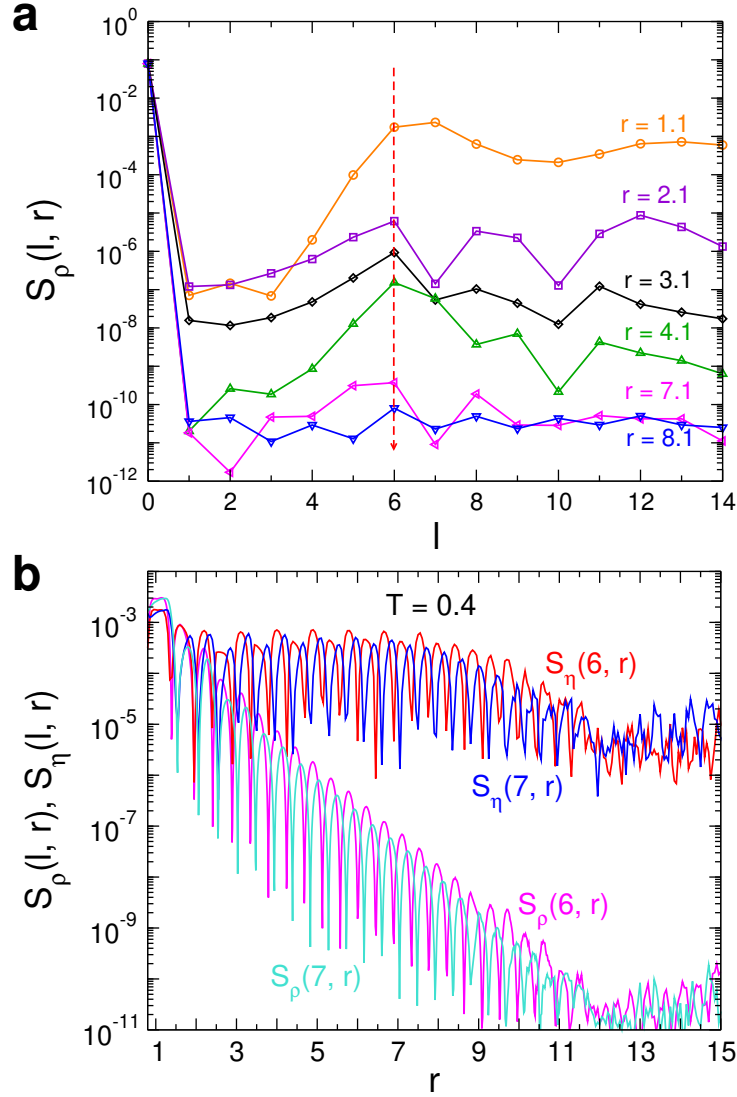 a
10^0
10^-2
10^-4
10^-6
10^-8
10^-10
10^-12
S_ρ(l, r)
r = 1.1
r = 2.1
r = 3.1
r = 4.1
r = 7.1
r = 8.1
0 2 4 6 8 10 12 14
l
b
10^-3
10^-5
10^-7
10^-9
10^-11
S_ρ(l, r), S_η(l, r)
T = 0.4
S_η(6, r)
S_η(7, r)
S_ρ(6, r)
S_ρ(7, r)
1 3 5 7 9 11 13 15
r